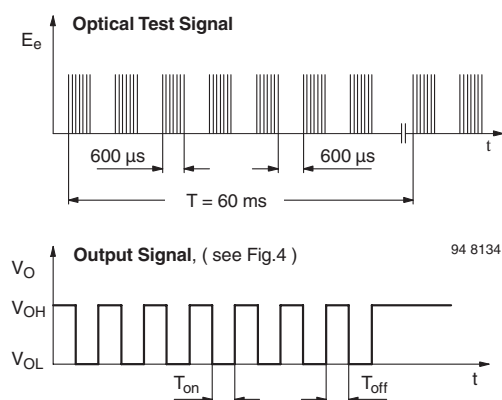 Optical Test Signal
Ee
t
600 µs
600 µs
T = 60 ms
Output Signal, ( see Fig.4 )
94 8134
VO
VOH
VOL
t
Ton
Toff